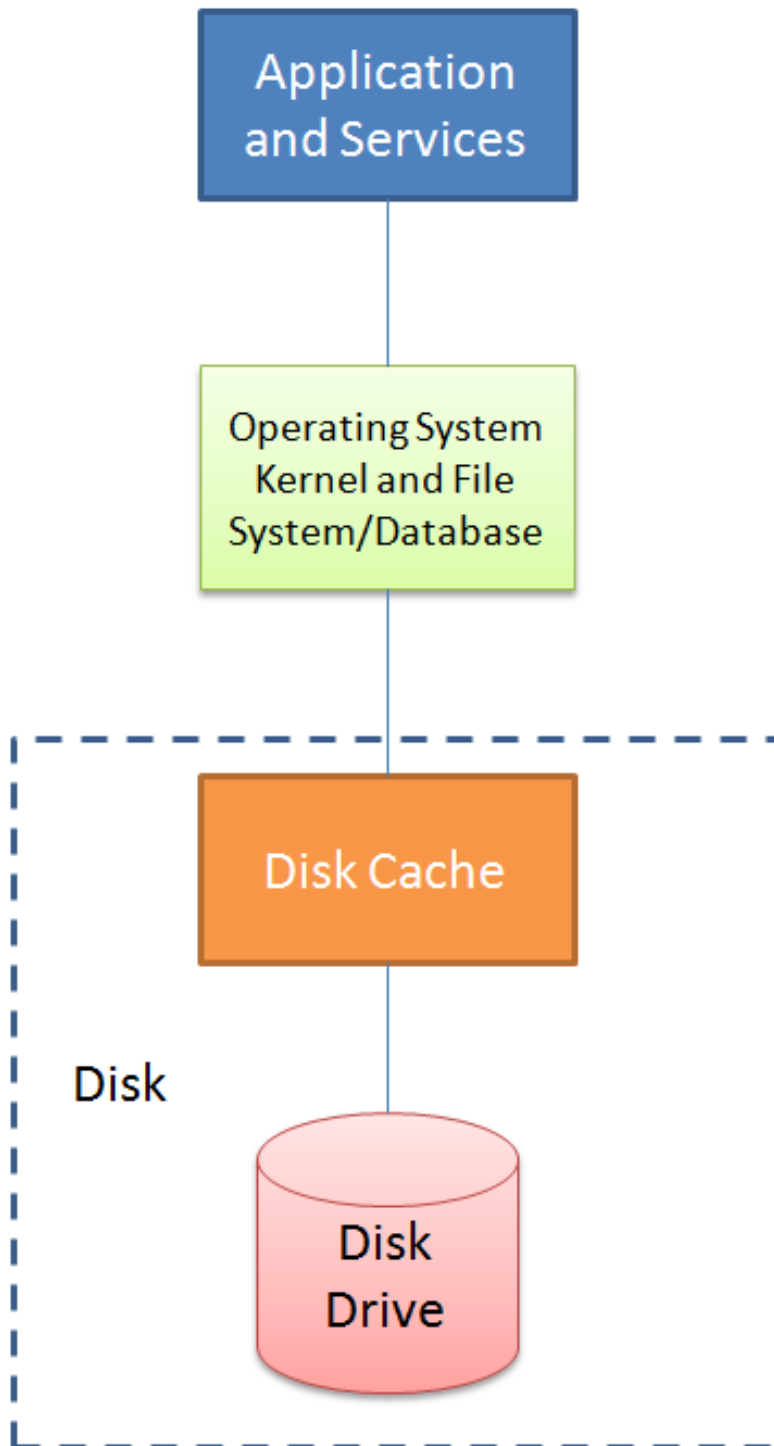 Application
and Services
Operating System
Kernel and File
System/Database
Disk Cache
Disk
Disk
Drive